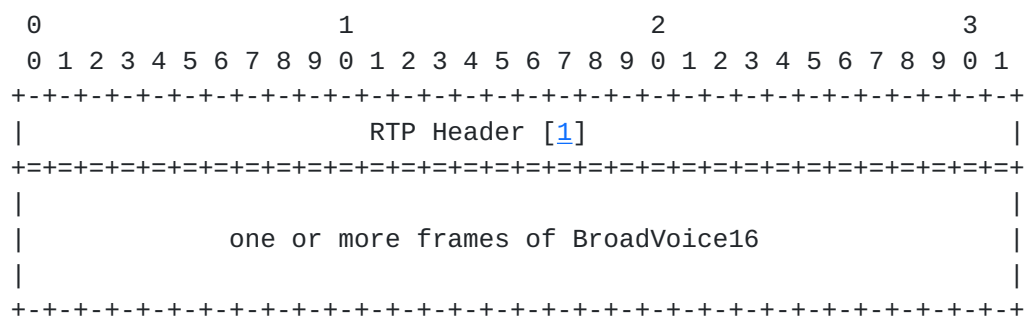 0                   1                   2                   3
 0 1 2 3 4 5 6 7 8 9 0 1 2 3 4 5 6 7 8 9 0 1 2 3 4 5 6 7 8 9 0 1
+-+-+-+-+-+-+-+-+-+-+-+-+-+-+-+-+-+-+-+-+-+-+-+-+-+-+-+-+-+-+-+-+
|                      RTP Header [1]                           |
+=+=+=+=+=+=+=+=+=+=+=+=+=+=+=+=+=+=+=+=+=+=+=+=+=+=+=+=+=+=+=+=+
|                                                               |
|             one or more frames of BroadVoice16                |
|                                                               |
+-+-+-+-+-+-+-+-+-+-+-+-+-+-+-+-+-+-+-+-+-+-+-+-+-+-+-+-+-+-+-+-+